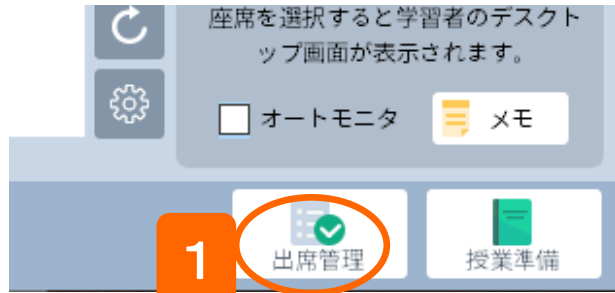 座席を選択すると学習者のデスクト
ップ画面が表示されます。
オートモニタ
メモ
1
出席管理
授業準備